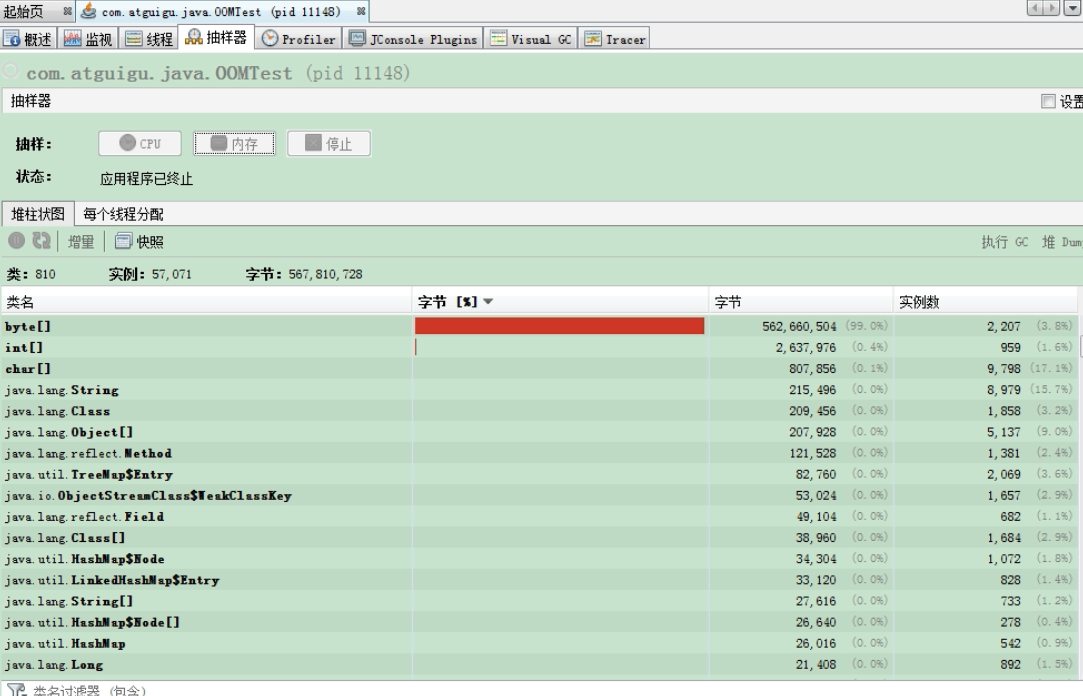 起始页 com.atguigu.java.OOMTest (pid 11148)
概述 监视 线程 抽样器 Profiler JConsole Plugins Visual GC Tracer
com.atguigu.java.OOMTest (pid 11148)
抽样器 设置
抽样: CPU 内存 停止
状态: 应用程序已终止
堆柱状图 每个线程分配
增量 快照 执行 GC 堆 Dum
类: 810 实例: 57,071 字节: 567,810,728
类名 字节 [%] 字节 实例数
byte[] 562,660,504 (99.0%) 2,207 (3.8%)
int[] 2,637,976 (0.4%) 959 (1.6%)
char[] 807,856 (0.1%) 9,798 (17.1%)
java.lang.String 215,496 (0.0%) 8,979 (15.7%)
java.lang.Class 209,456 (0.0%) 1,858 (3.2%)
java.lang.Object[] 207,928 (0.0%) 5,137 (9.0%)
java.lang.reflect.Method 121,528 (0.0%) 1,381 (2.4%)
java.util.TreeMap$Entry 82,760 (0.0%) 2,069 (3.6%)
java.io.ObjectStreamClass$WeakClassKey 53,024 (0.0%) 1,657 (2.9%)
java.lang.reflect.Field 49,104 (0.0%) 682 (1.1%)
java.lang.Class[] 38,960 (0.0%) 1,684 (2.9%)
java.util.HashMap$Node 34,304 (0.0%) 1,072 (1.8%)
java.util.LinkedHashMap$Entry 33,120 (0.0%) 828 (1.4%)
java.lang.String[] 27,616 (0.0%) 733 (1.2%)
java.util.HashMap$Node[] 26,640 (0.0%) 278 (0.4%)
java.util.HashMap 26,016 (0.0%) 542 (0.9%)
java.lang.Long 21,408 (0.0%) 892 (1.5%)
类名过滤器 (包含)